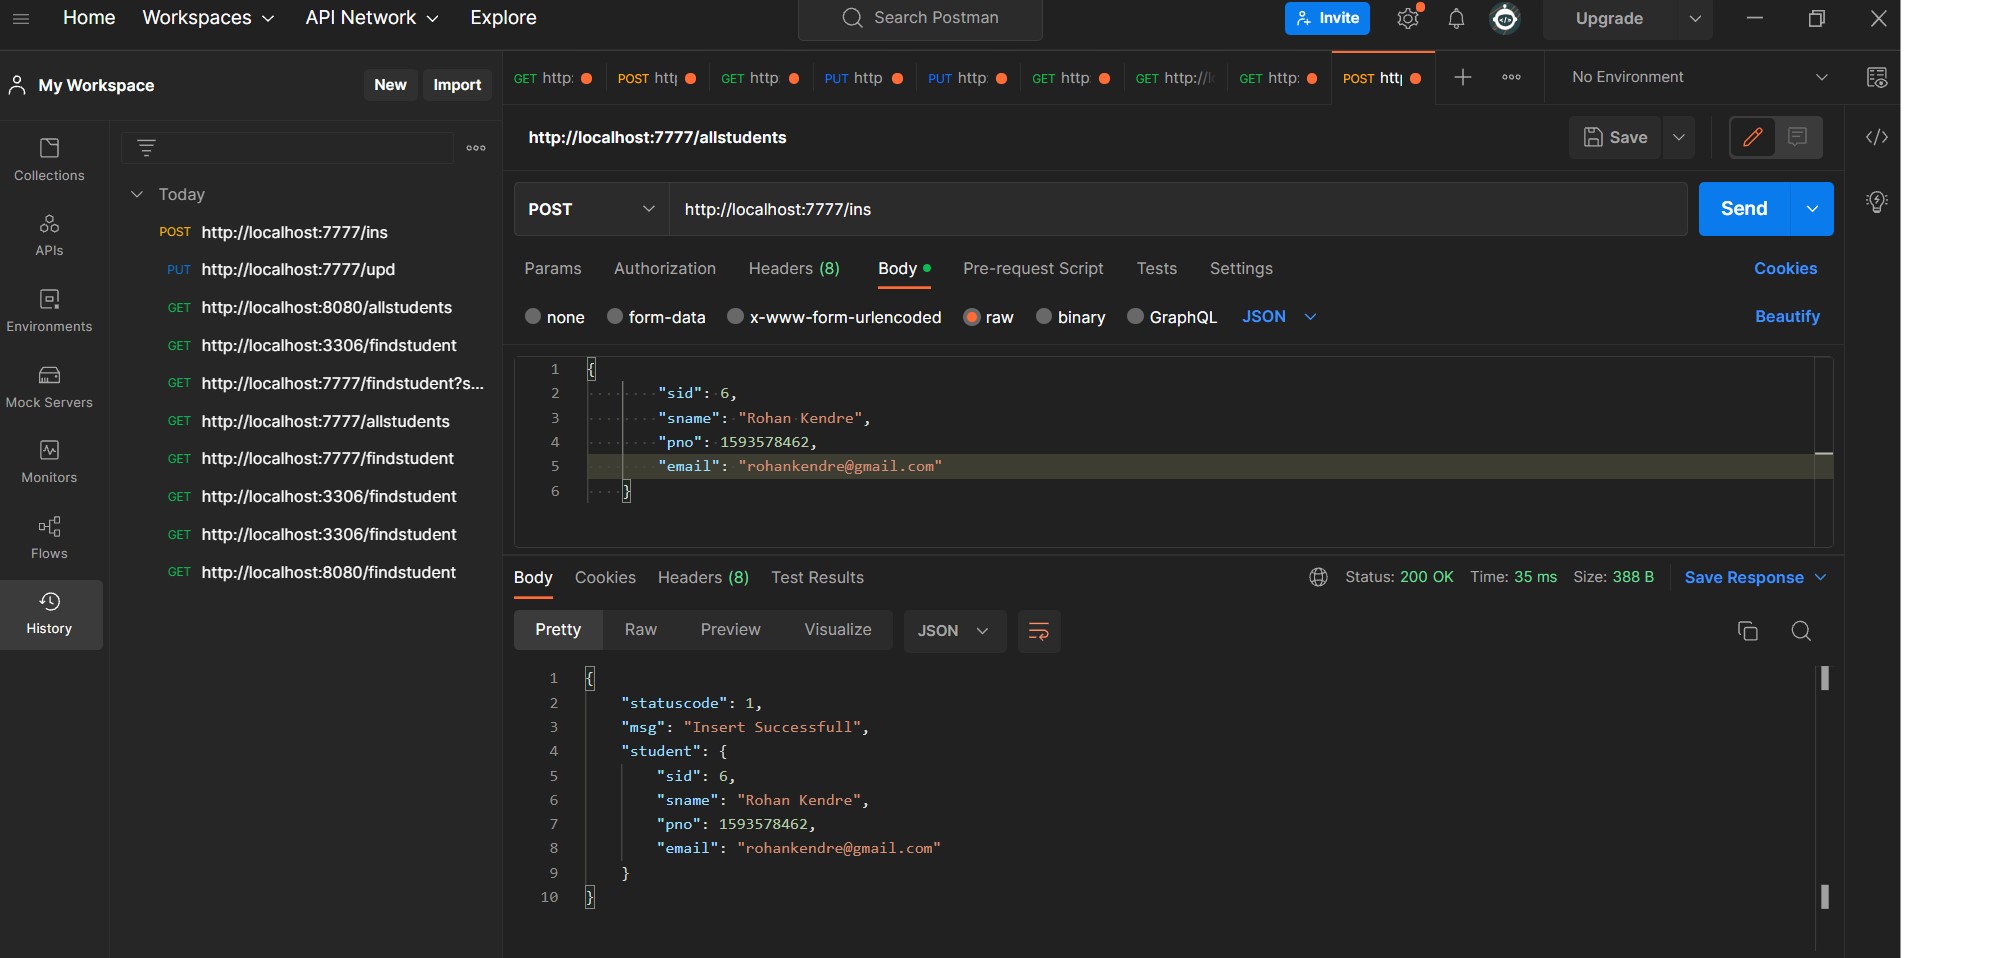 Home Workspaces API Network Explore Search Postman Invite Upgrade
My Workspace New Import
GET http: POST http GET http: PUT http PUT http: GET http: GET http://l GET http: POST http No Environment
http://localhost:7777/allstudents Save
POST http://localhost:7777/ins Send
Params Authorization Headers (8) Body Pre-request Script Tests Settings Cookies
none form-data x-www-form-urlencoded raw binary GraphQL JSON Beautify
1 {
2 "sid": 6,
3 "sname": "Rohan Kendre",
4 "pno": 1593578462,
5 "email": "rohankendre@gmail.com"
6 }
Collections
APIs
Environments
Mock Servers
Monitors
Flows
History
Today
POST http://localhost:7777/ins
PUT http://localhost:7777/upd
GET http://localhost:8080/allstudents
GET http://localhost:3306/findstudent
GET http://localhost:7777/findstudent?s...
GET http://localhost:7777/allstudents
GET http://localhost:7777/findstudent
GET http://localhost:3306/findstudent
GET http://localhost:3306/findstudent
GET http://localhost:8080/findstudent
Body Cookies Headers (8) Test Results Status: 200 OK Time: 35 ms Size: 388 B Save Response
Pretty Raw Preview Visualize JSON
1 {
2 "statuscode": 1,
3 "msg": "Insert Successfull",
4 "student": {
5 "sid": 6,
6 "sname": "Rohan Kendre",
7 "pno": 1593578462,
8 "email": "rohankendre@gmail.com"
9 }
10 }